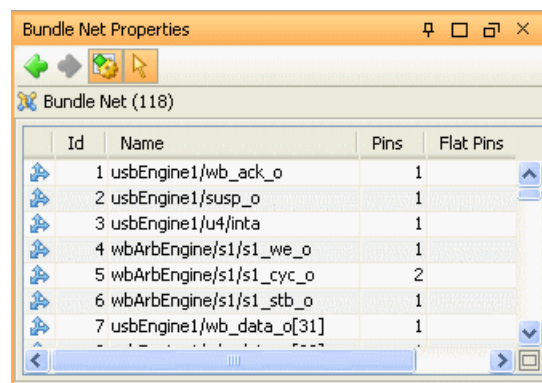 Bundle Net Properties
Bundle Net (118)
Id Name Pins Flat Pins
1 usbEngine1/wb_ack_o 1
2 usbEngine1/susp_o 1
3 usbEngine1/u4/inta 1
4 wbArbEngine/s1/s1_we_o 1
5 wbArbEngine/s1/s1_cyc_o 2
6 wbArbEngine/s1/s1_stb_o 1
7 usbEngine1/wb_data_o[31] 1